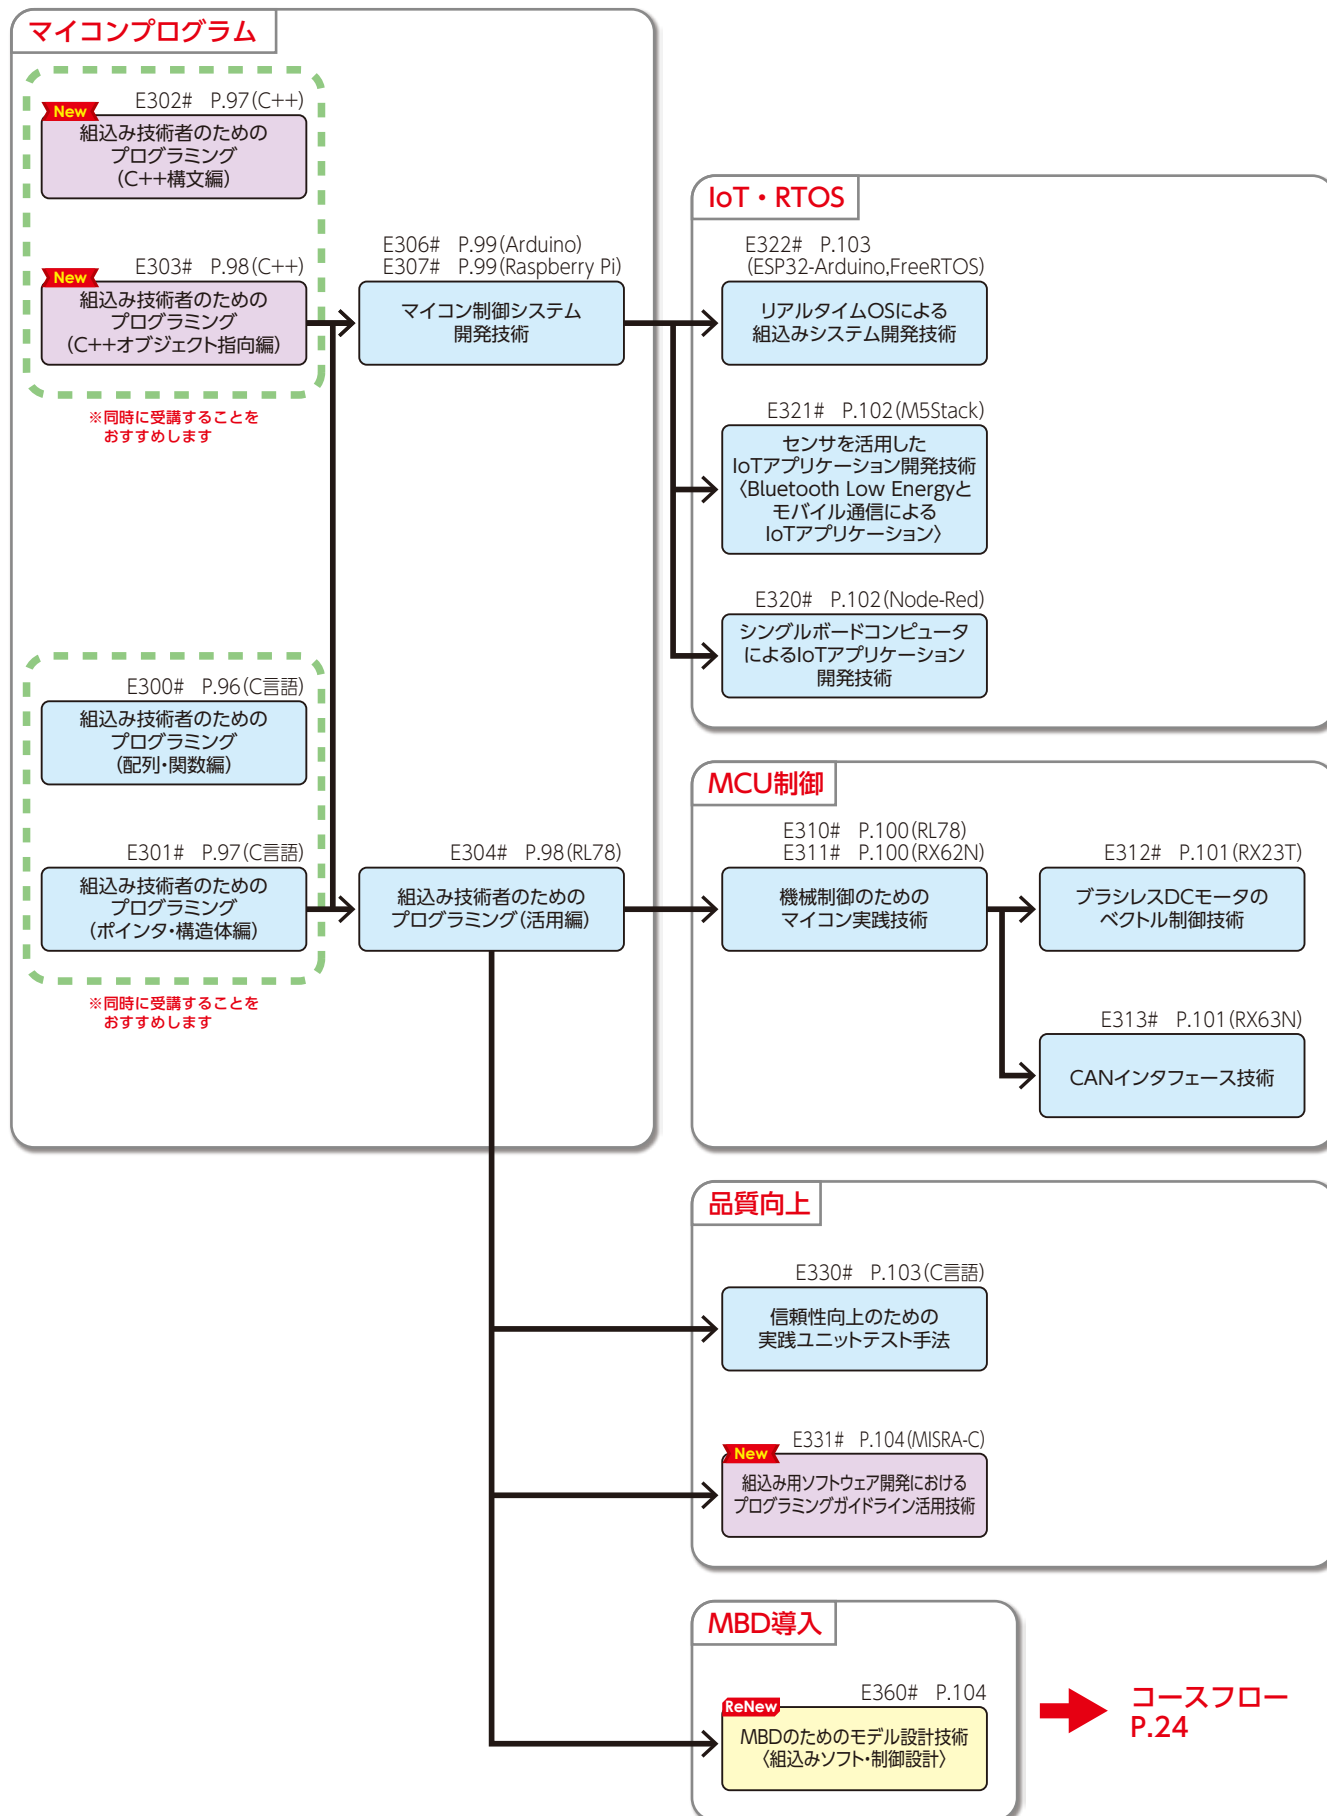 マイコンプログラム
E302# P.97(C++)
New
組込み技術者のための
プログラミング
(C++構文編)
E303# P.98(C++)
New
組込み技術者のための
プログラミング
(C++オブジェクト指向編)
※同時に受講することを
おすすめします
E306# P.99(Arduino)
E307# P.99(Raspberry Pi)
マイコン制御システム
開発技術
E300# P.96(C言語)
組込み技術者のための
プログラミング
(配列・関数編)
E301# P.97(C言語)
組込み技術者のための
プログラミング
(ポインタ・構造体編)
※同時に受講することを
おすすめします
E304# P.98(RL78)
組込み技術者のための
プログラミング(活用編)
IoT・RTOS
E322# P.103
(ESP32-Arduino,FreeRTOS)
リアルタイムOSによる
組込みシステム開発技術
E321# P.102(M5Stack)
センサを活用した
IoTアプリケーション開発技術
〈Bluetooth Low Energyと
モバイル通信による
IoTアプリケーション〉
E320# P.102(Node-Red)
シングルボードコンピュータ
によるIoTアプリケーション
開発技術
MCU制御
E310# P.100(RL78)
E311# P.100(RX62N)
機械制御のための
マイコン実践技術
E312# P.101(RX23T)
ブラシレスDCモータの
ベクトル制御技術
E313# P.101(RX63N)
CANインタフェース技術
品質向上
E330# P.103(C言語)
信頼性向上のための
実践ユニットテスト手法
E331# P.104(MISRA-C)
New
組込み用ソフトウェア開発における
プログラミングガイドライン活用技術
MBD導入
E360# P.104
ReNew
MBDのためのモデル設計技術
〈組込みソフト・制御設計〉
コースフロー
P.24